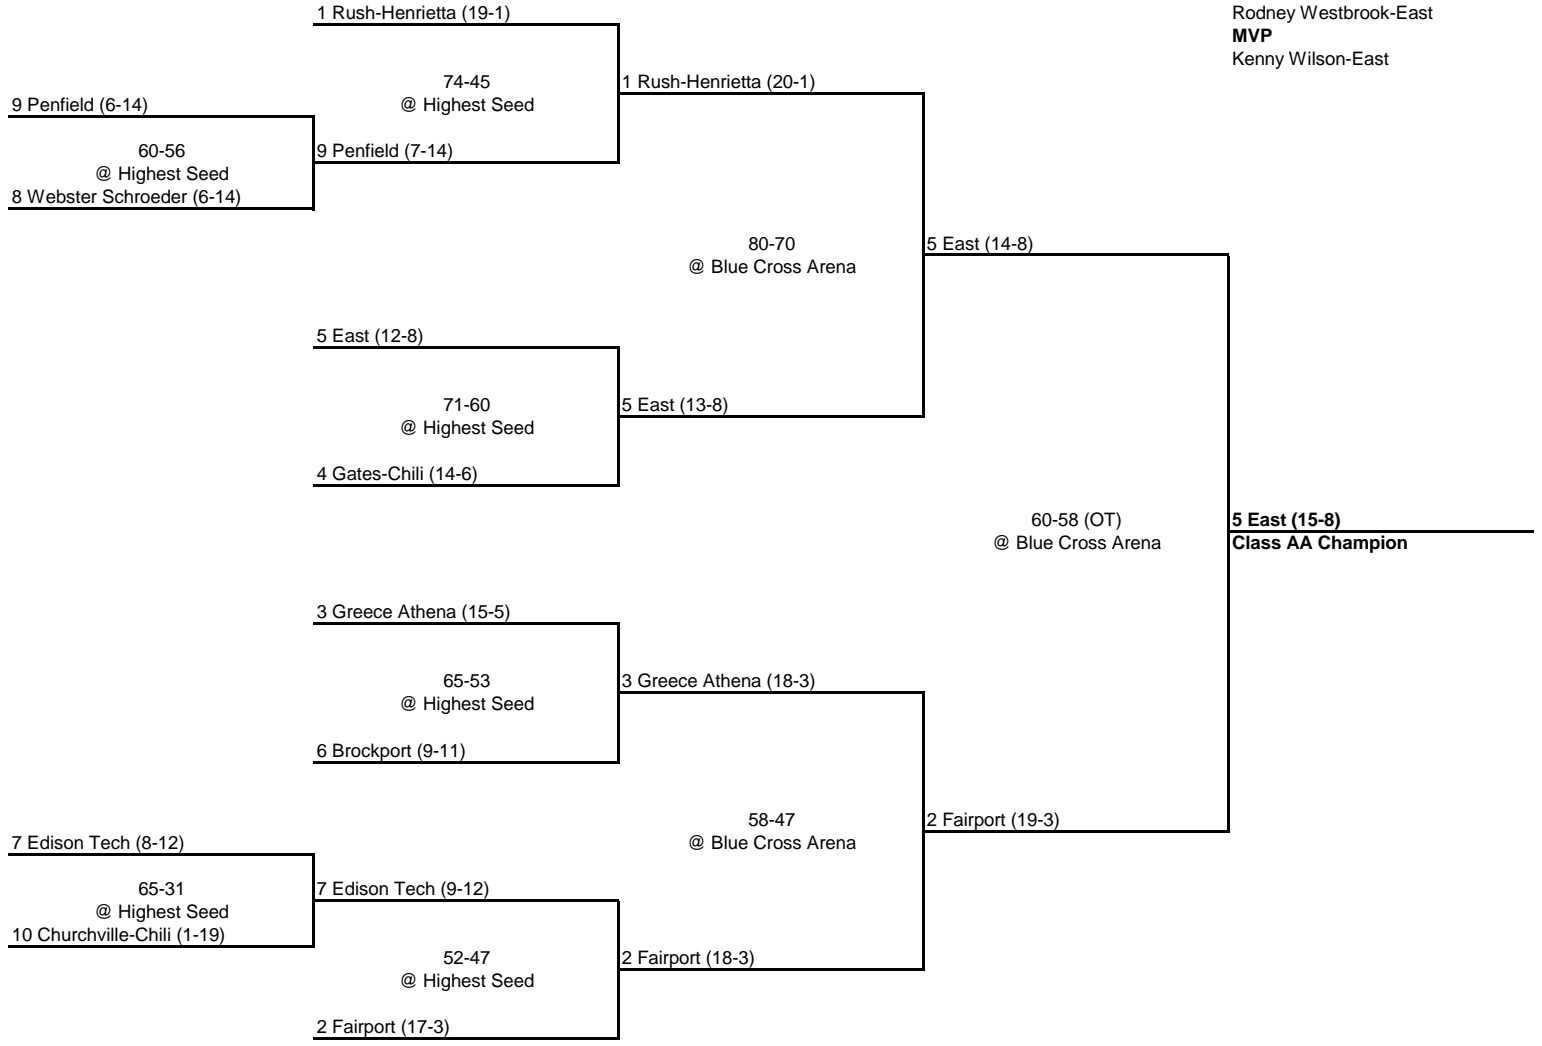 1 Rush-Henrietta (19-1)
Rodney Westbrook-East
MVP
Kenny Wilson-East
74-45
@ Highest Seed
1 Rush-Henrietta (20-1)
9 Penfield (6-14)
60-56
@ Highest Seed
9 Penfield (7-14)
8 Webster Schroeder (6-14)
80-70
@ Blue Cross Arena
5 East (14-8)
5 East (12-8)
71-60
@ Highest Seed
5 East (13-8)
4 Gates-Chili (14-6)
60-58 (OT)
@ Blue Cross Arena
5 East (15-8)
Class AA Champion
3 Greece Athena (15-5)
65-53
@ Highest Seed
3 Greece Athena (18-3)
6 Brockport (9-11)
58-47
@ Blue Cross Arena
2 Fairport (19-3)
7 Edison Tech (8-12)
65-31
@ Highest Seed
7 Edison Tech (9-12)
10 Churchville-Chili (1-19)
52-47
@ Highest Seed
2 Fairport (18-3)
2 Fairport (17-3)